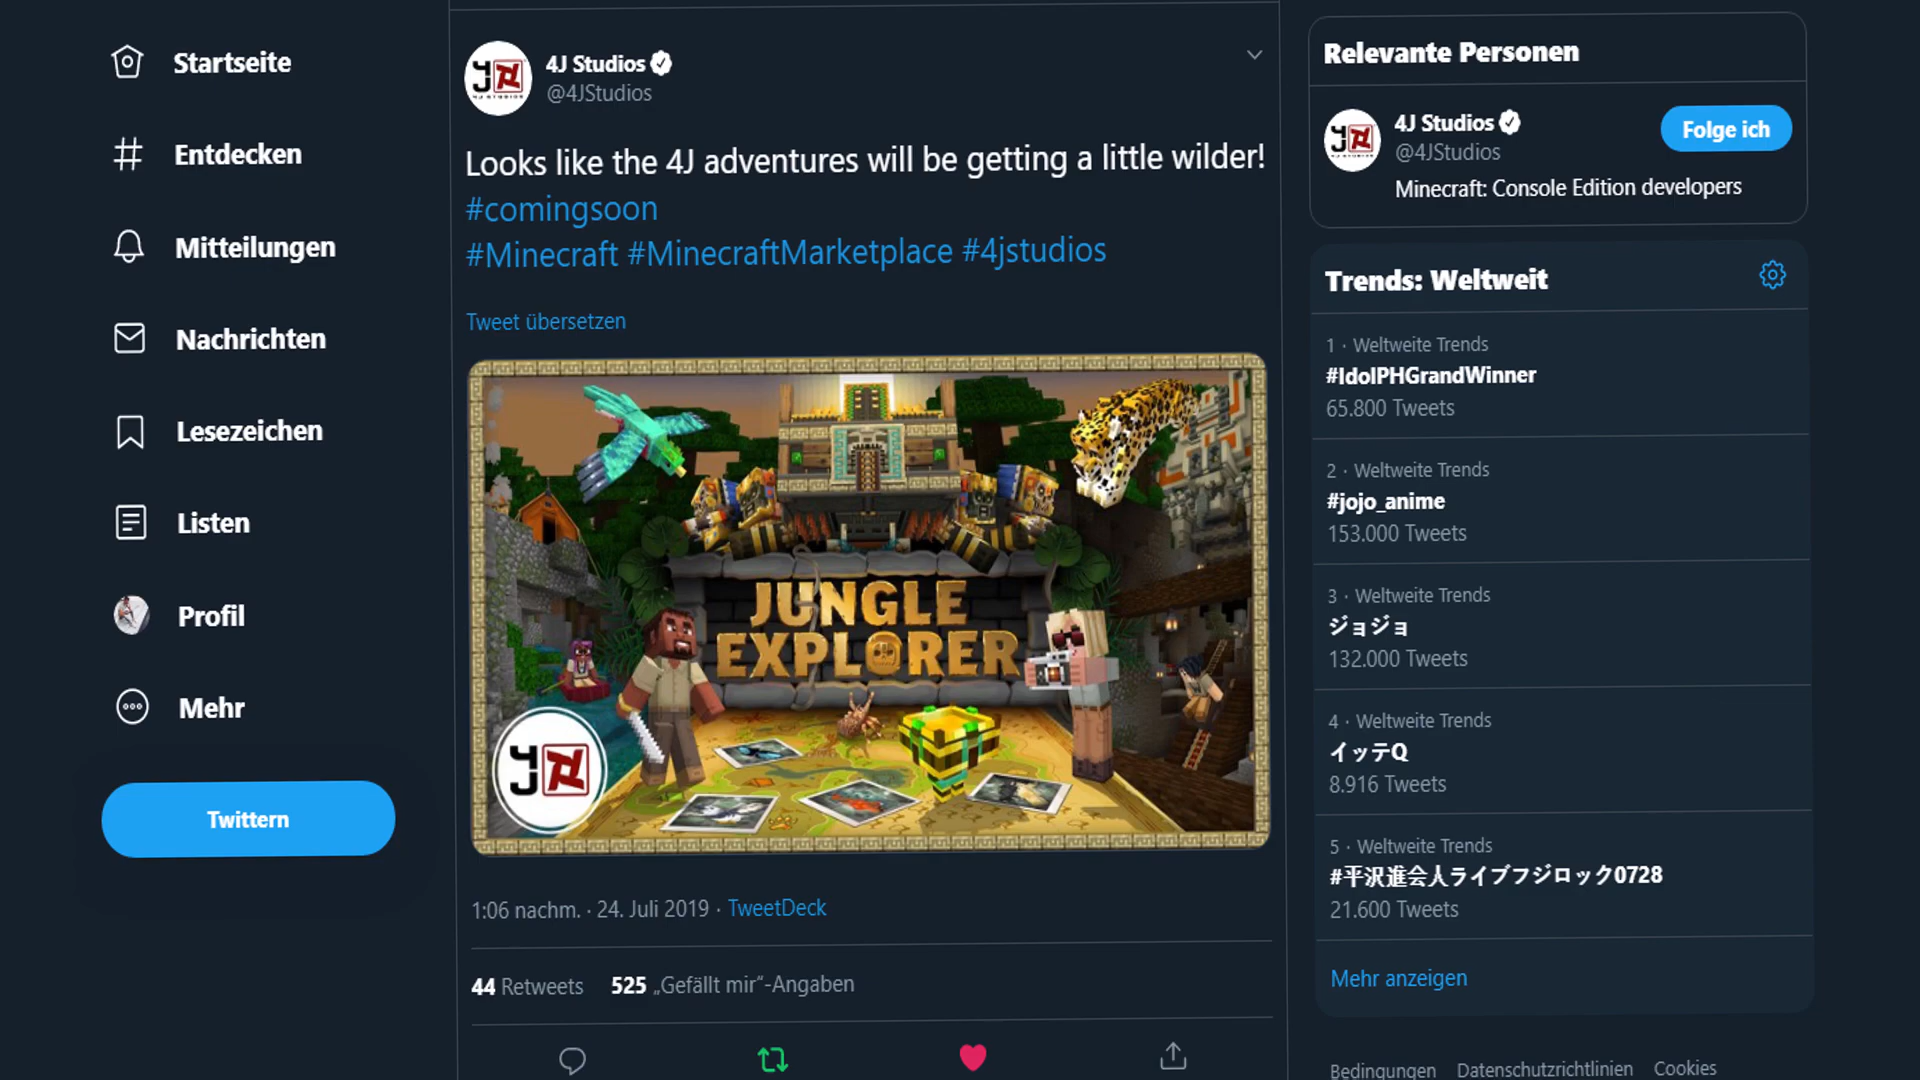 Startseite
Entdecken
Mitteilungen
Nachrichten
Lesezeichen
Listen
Profil
Mehr
Twittern
4J Studios
@4JStudios
Looks like the 4J adventures will be getting a little wilder!
#comingsoon
#Minecraft #MinecraftMarketplace #4jstudios
Tweet übersetzen
JUNGLE
EXPLORER
4J
1:06 nachm. · 24. Juli 2019 · TweetDeck
44 Retweets 525 „Gefällt mir“-Angaben
Relevante Personen
4J Studios
@4JStudios
Folge ich
Minecraft: Console Edition developers
Trends: Weltweit
1 · Weltweite Trends
#IdolPHGrandWinner
65.800 Tweets
2 · Weltweite Trends
#jojo_anime
153.000 Tweets
3 · Weltweite Trends
ジョジョ
132.000 Tweets
4 · Weltweite Trends
イッテQ
8.916 Tweets
5 · Weltweite Trends
#平沢進会人ライブフジロック0728
21.600 Tweets
Mehr anzeigen
Bedingungen Datenschutzrichtlinien Cookies